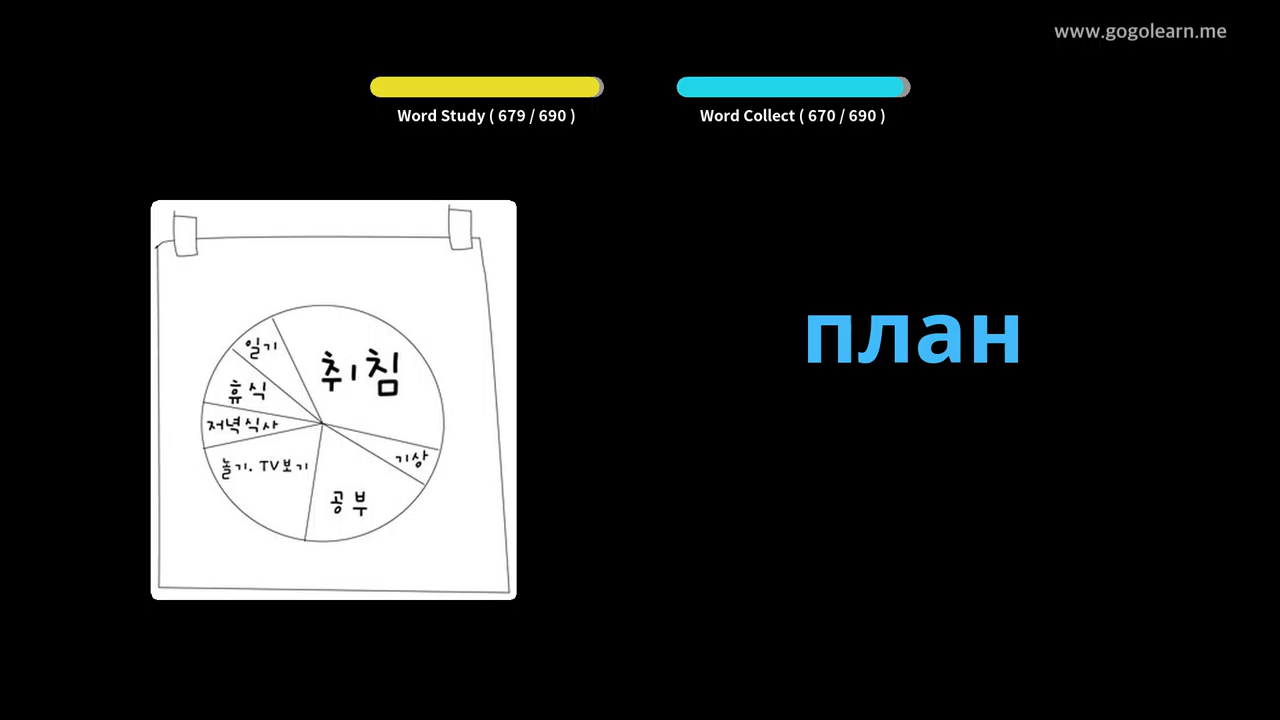 www.gogolearn.me
Word Study ( 679 / 690 )
Word Collect ( 670 / 690 )
план
일기
취침
휴식
저녁식사
놀기. TV보기
기상
공부